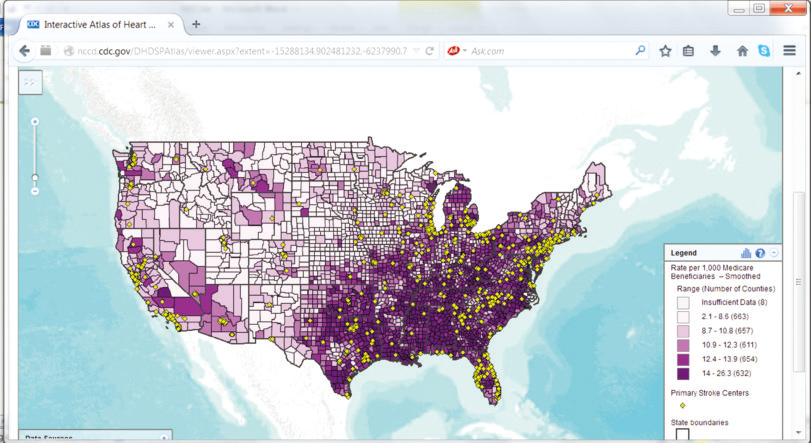 CDC Interactive Atlas of Heart ...
nccd.cdc.gov/DHDSPAtlas/viewer.aspx?extent=-15288134.902481232,-6237990.7
Ask Ask.com
Legend
Rate per 1,000 Medicare
Beneficiaries – Smoothed
Range (Number of Counties)
Insufficient Data (8)
2.1 - 8.6 (663)
8.7 - 10.8 (657)
10.9 - 12.3 (611)
12.4 - 13.9 (654)
14 - 26.3 (632)
Primary Stroke Centers
State boundaries
Data Sources